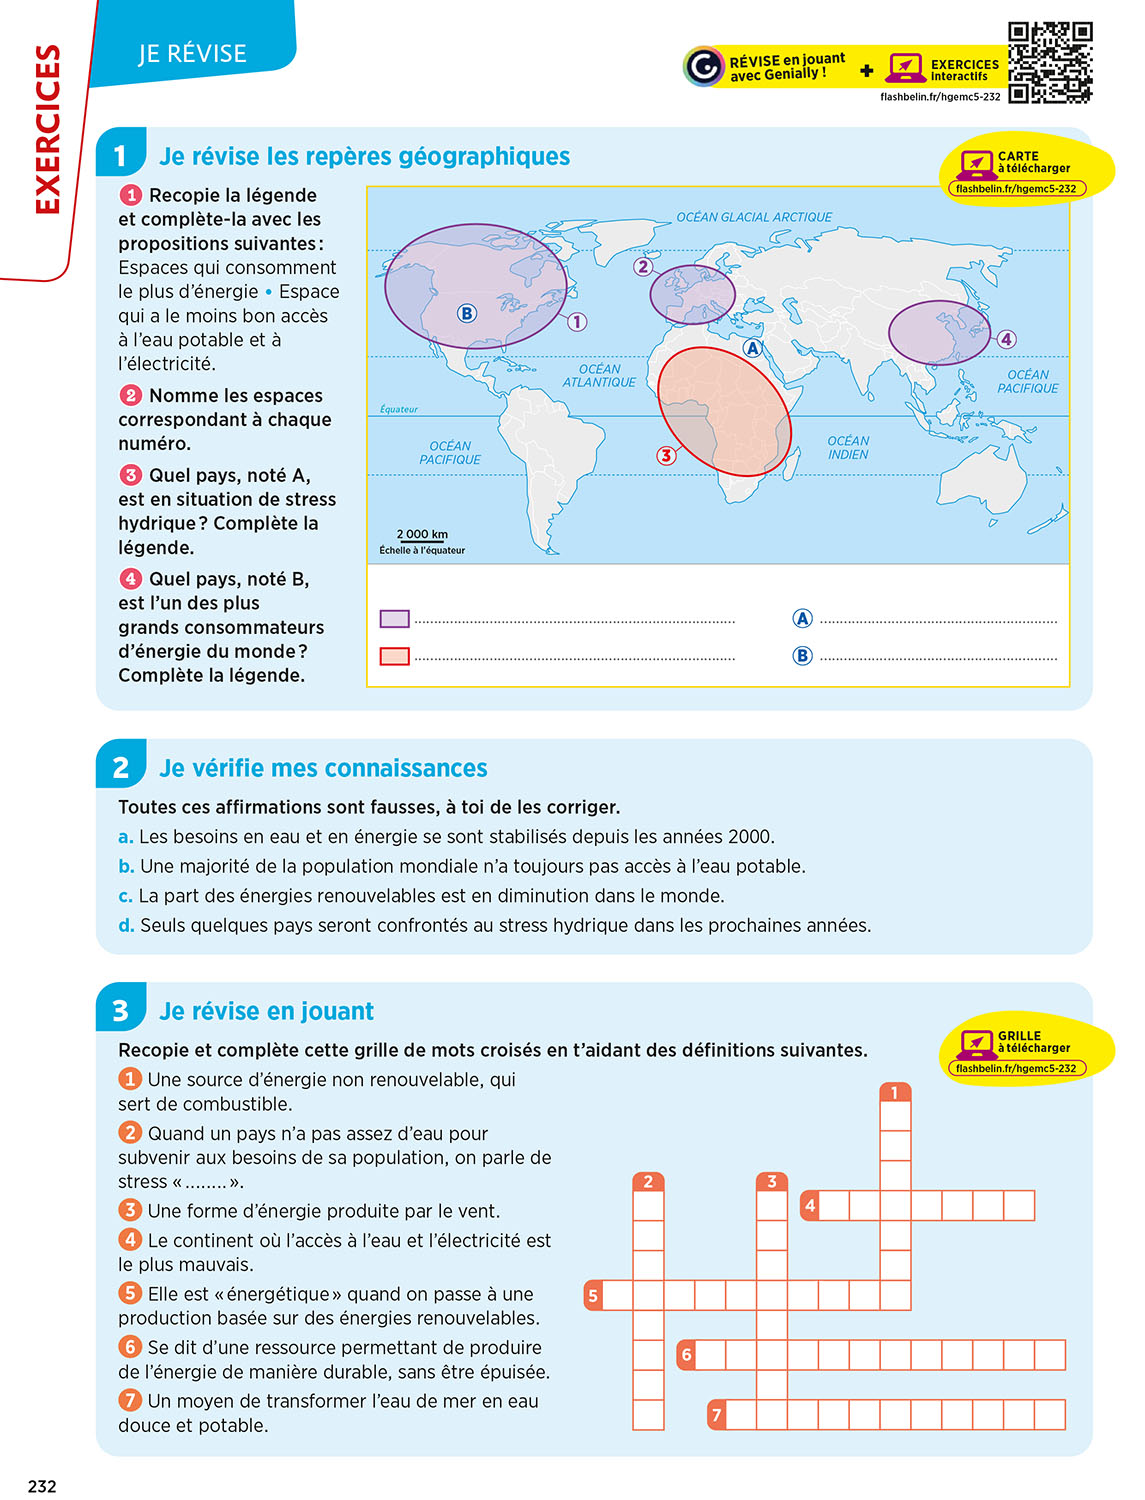 EXERCICES
JE RÉVISE
RÉVISE en jouant
avec Genially !
+
EXERCICES
Interactifs
flashbelin.fr/hgemc5-232
1 Je révise les repères géographiques
CARTE
à télécharger
flashbelin.fr/hgemc5-232
1 Recopie la légende
et complète-la avec les
propositions suivantes :
Espaces qui consomment
le plus d’énergie • Espace
qui a le moins bon accès
à l’eau potable et à
l’électricité.
2 Nomme les espaces
correspondant à chaque
numéro.
3 Quel pays, noté A,
est en situation de stress
hydrique ? Complète la
légende.
4 Quel pays, noté B,
est l’un des plus
grands consommateurs
d’énergie du monde ?
Complète la légende.
OCÉAN GLACIAL ARCTIQUE
2
B
1
A
4
OCÉAN
ATLANTIQUE
OCÉAN
PACIFIQUE
Équateur
OCÉAN
PACIFIQUE
3
OCÉAN
INDIEN
2 000 km
Échelle à l’équateur
A
B
2 Je vérifie mes connaissances
Toutes ces affirmations sont fausses, à toi de les corriger.
a. Les besoins en eau et en énergie se sont stabilisés depuis les années 2000.
b. Une majorité de la population mondiale n’a toujours pas accès à l’eau potable.
c. La part des énergies renouvelables est en diminution dans le monde.
d. Seuls quelques pays seront confrontés au stress hydrique dans les prochaines années.
3 Je révise en jouant
GRILLE
à télécharger
flashbelin.fr/hgemc5-232
Recopie et complète cette grille de mots croisés en t’aidant des définitions suivantes.
1 Une source d’énergie non renouvelable, qui
sert de combustible.
2 Quand un pays n’a pas assez d’eau pour
subvenir aux besoins de sa population, on parle de
stress « ........ ».
3 Une forme d’énergie produite par le vent.
4 Le continent où l’accès à l’eau et l’électricité est
le plus mauvais.
5 Elle est « énergétique » quand on passe à une
production basée sur des énergies renouvelables.
6 Se dit d’une ressource permettant de produire
de l’énergie de manière durable, sans être épuisée.
7 Un moyen de transformer l’eau de mer en eau
douce et potable.
1
2
3
4
5
6
7
232